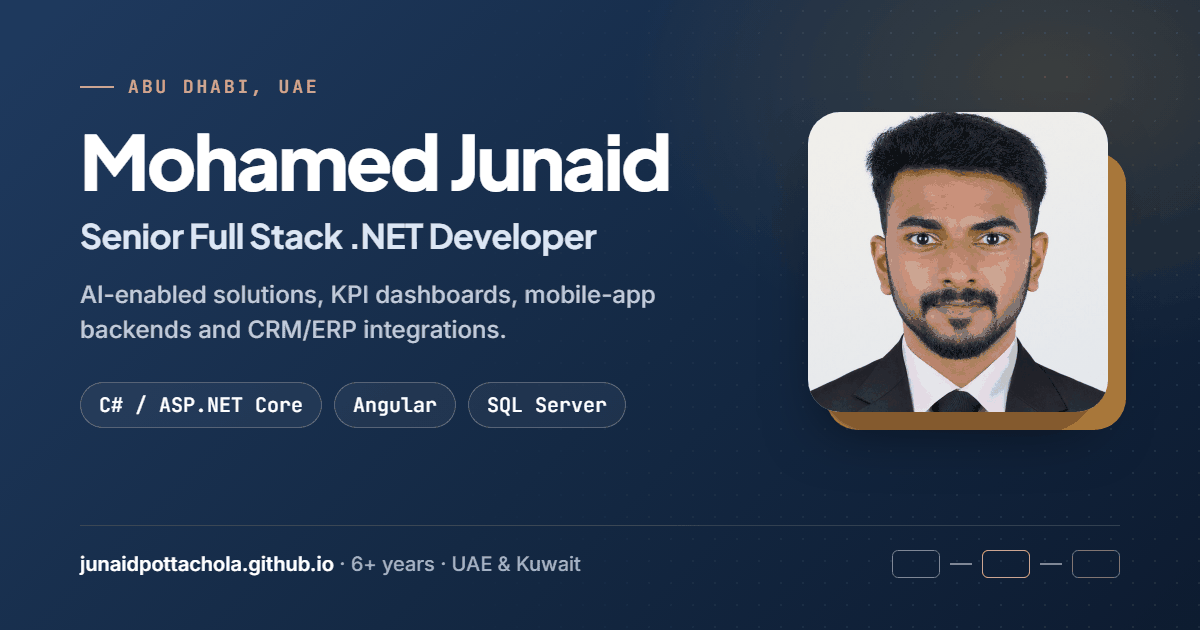 ABU DHABI, UAE
Mohamed Junaid
Senior Full Stack .NET Developer
AI-enabled solutions, KPI dashboards, mobile-app
backends and CRM/ERP integrations.
C# / ASP.NET Core
Angular
SQL Server
junaidpottachola.github.io · 6+ years · UAE & Kuwait